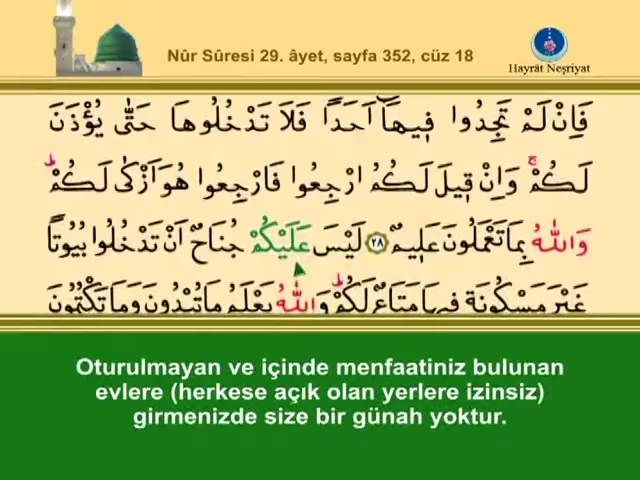 Nûr Sûresi 29. âyet, sayfa 352, cüz 18
Hayrât Neşriyat
فَاِنْ لَمْ تَجِدُوا فٖيهَٓا اَحَدًا فَلَا تَدْخُلُوهَا حَتّٰى يُؤْذَنَ
لَكُمْۚ وَاِنْ قٖيلَ لَكُمُ ارْجِعُوا فَارْجِعُوا هُوَ اَزْكٰى لَكُمْؕ
وَاللّٰهُ بِمَا تَعْمَلُونَ عَلٖيمٌ ﴿٢٨﴾ لَيْسَ عَلَيْكُمْ جُنَاحٌ اَنْ تَدْخُلُوا بُيُوتًا
غَيْرَ مَسْكُونَةٍ فٖيهَا مَتَاعٌ لَكُمْؕ وَاللّٰهُ يَعْلَمُ مَا تُبْدُونَ وَمَا تَكْتُمُونَ
Oturulmayan ve içinde menfaatiniz bulunan
evlere (herkese açık olan yerlere izinsiz)
girmenizde size bir günah yoktur.